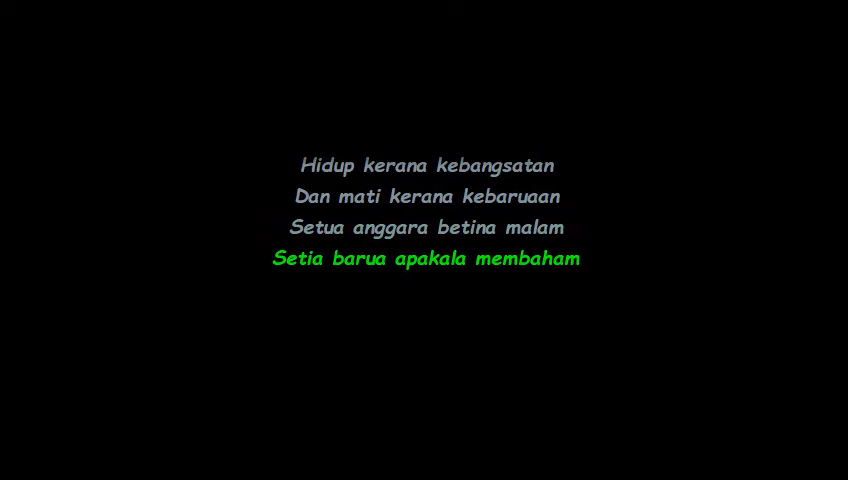 Hidup kerana kebangsatan
Dan mati kerana kebaruaan
Setua anggara betina malam
Setia barua apakala membaham